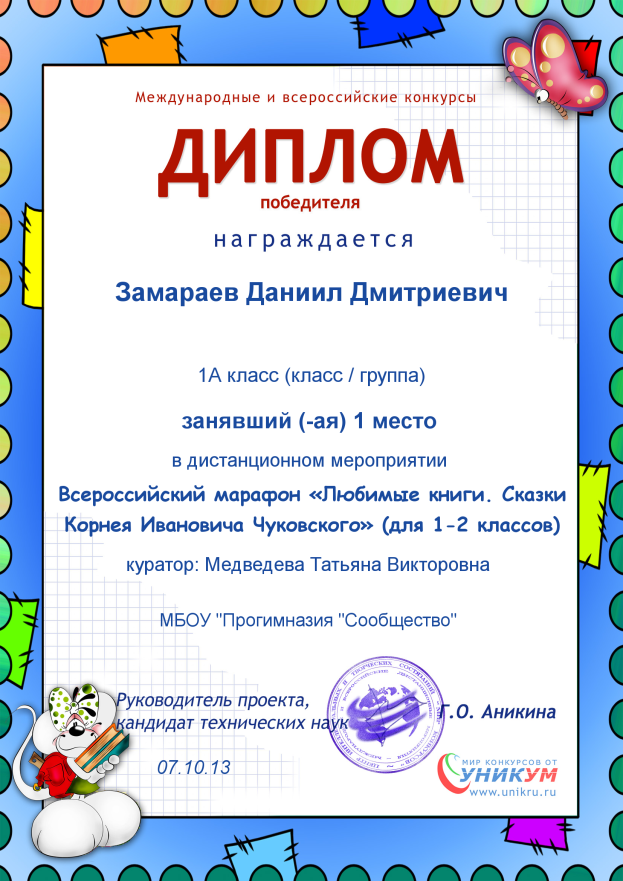 Международные и всероссийские конкурсы
ДИПЛОМ
победителя
награждается
Замараев Даниил Дмитриевич
1А класс (класс / группа)
занявший (-ая) 1 место
в дистанционном мероприятии
Всероссийский марафон «Любимые книги. Сказки
Корнея Ивановича Чуковского» (для 1-2 классов)
куратор: Медведева Татьяна Викторовна
МБОУ "Прогимназия "Сообщество"
Руководитель проекта,
кандидат технических наук
Г.О. Аникина
07.10.13
МИР КОНКУРСОВ ОТ
УНИКУМ
www.unikru.ru